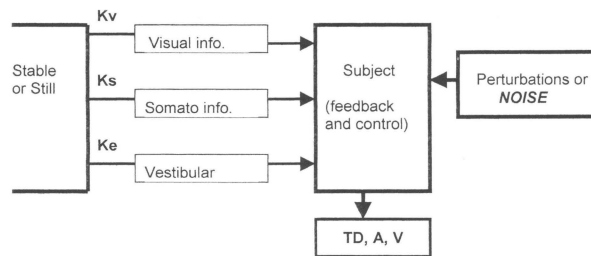 Kv
Visual info.
Stable
or Still
Ks
Somato info.
Ke
Vestibular
Subject
(feedback
and control)
Perturbations or
NOISE
TD, A, V